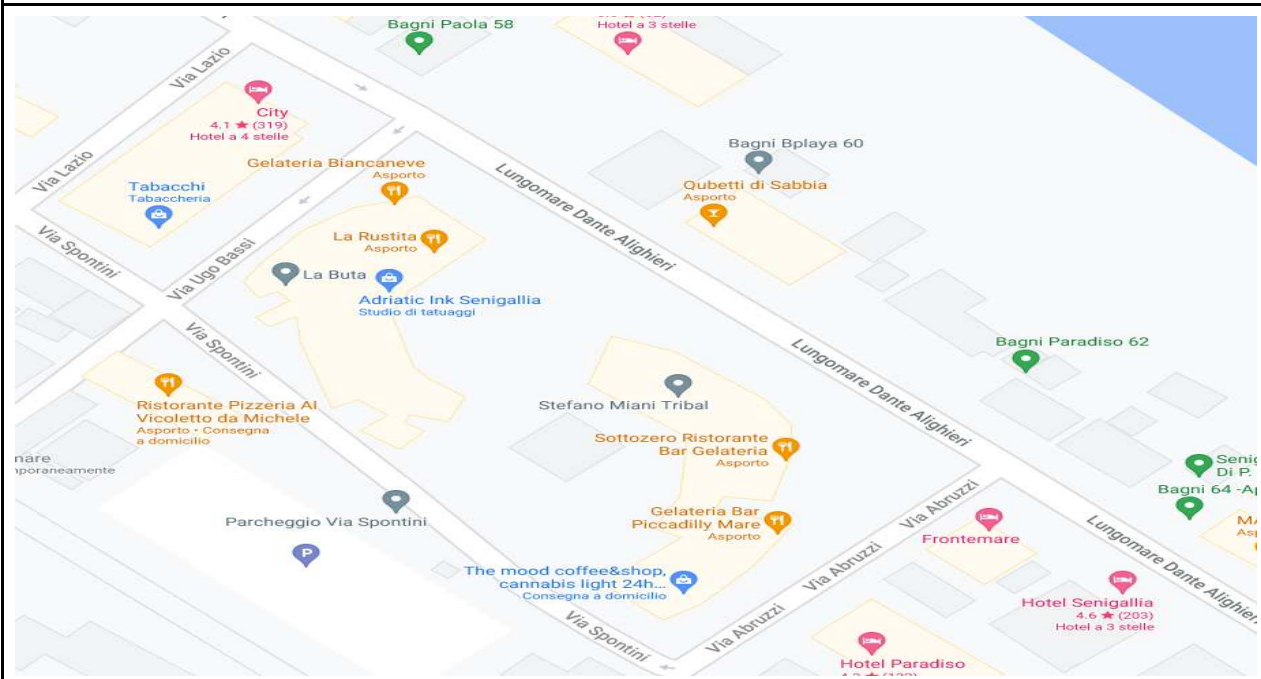 Bagni Paola 58
Hotel a 3 stelle
Via Lazio
City
4.1 ★ (319)
Hotel a 4 stelle
Bagni Bplaya 60
Via Lazio
Gelateria Biancaneve
Asporto
Lungomare Dante Alighieri
Tabacchi
Tabaccheria
Qubetti di Sabbia
Asporto
La Rustita
Asporto
Via Spontini
Via Ugo Bassi
La Buta
Adriatic Ink Senigallia
Studio di tatuaggi
Via Spontini
Bagni Paradiso 62
Lungomare Dante Alighieri
Ristorante Pizzeria Al
Vicoletto da Michele
Asporto • Consegna
a domicilio
Stefano Miani Tribal
Sottozero Ristorante
Bar Gelateria
Asporto
nare
nporaneamente
Senig
Di P.
Bagni 64 -Ap
Via Abruzzi
Parcheggio Via Spontini
P
Gelateria Bar
Piccadilly Mare
Asporto
Frontemare
MA
Asp
Lungomare Dante Alighier
Via Abruzzi
The mood coffee&shop,
cannabis light 24h...
Consegna a domicilio
Hotel Senigallia
4.6 ★ (203)
Hotel a 3 stelle
Via Spontini
Via Abruzzi
Hotel Paradiso